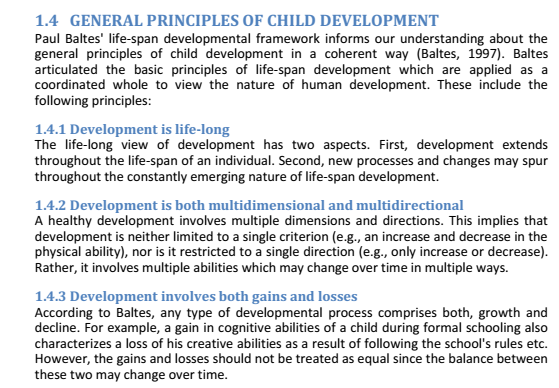 1.4 GENERAL PRINCIPLES OF CHILD DEVELOPMENT
Paul Baltes' life-span developmental framework informs our understanding about the
general principles of child development in a coherent way (Baltes, 1997). Baltes
articulated the basic principles of life-span development which are applied as a
coordinated whole to view the nature of human development. These include the
following principles:
1.4.1 Development is life-long
The life-long view of development has two aspects. First, development extends
throughout the life-span of an individual. Second, new processes and changes may spur
throughout the constantly emerging nature of life-span development.
1.4.2 Development is both multidimensional and multidirectional
A healthy development involves multiple dimensions and directions. This implies that
development is neither limited to a single criterion (e.g., an increase and decrease in the
physical ability), nor is it restricted to a single direction (e.g., only increase or decrease).
Rather, it involves multiple abilities which may change over time in multiple ways.
1.4.3 Development involves both gains and losses
According to Baltes, any type of developmental process comprises both, growth and
decline. For example, a gain in cognitive abilities of a child during formal schooling also
characterizes a loss of his creative abilities as a result of following the school's rules etc.
However, the gains and losses should not be treated as equal since the balance between
these two may change over time.